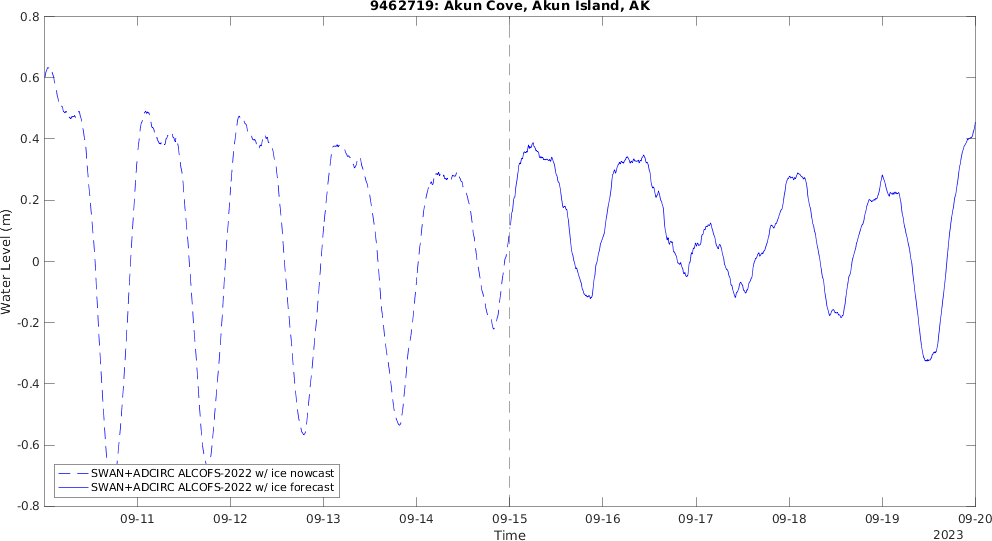 9462719: Akun Cove, Akun Island, AK
0.8
0.6
0.4
0.2
0
-0.2
-0.4
-0.6
-0.8
Water Level (m)
SWAN+ADCIRC ALCOFS-2022 w/ ice nowcast
SWAN+ADCIRC ALCOFS-2022 w/ ice forecast
09-11 09-12 09-13 09-14 09-15 09-16 09-17 09-18 09-19 09-20
Time
2023